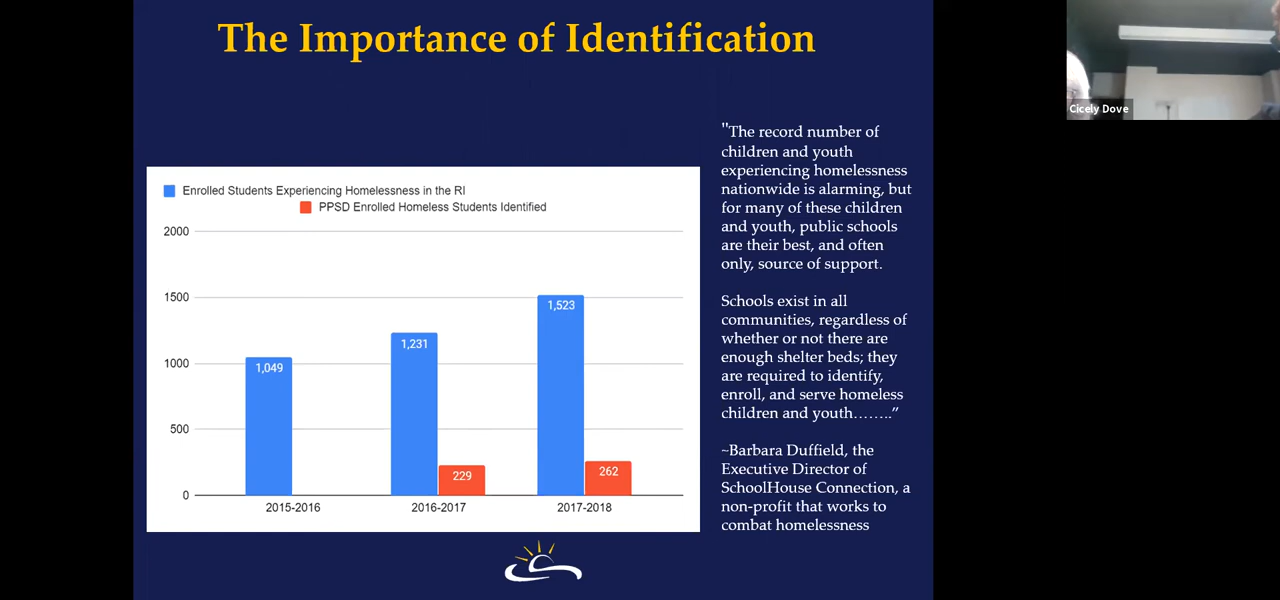 The Importance of Identification
Cicely Dove
Enrolled Students Experiencing Homelessness in the RI
PPSD Enrolled Homeless Students Identified
2000
1500
1000
500
0
1,049
1,231
229
1,523
262
2015-2016
2016-2017
2017-2018
"The record number of
children and youth
experiencing homelessness
nationwide is alarming, but
for many of these children
and youth, public schools
are their best, and often
only, source of support.
Schools exist in all
communities, regardless of
whether or not there are
enough shelter beds; they
are required to identify,
enroll, and serve homeless
children and youth……..”
~Barbara Duffield, the
Executive Director of
SchoolHouse Connection, a
non-profit that works to
combat homelessness